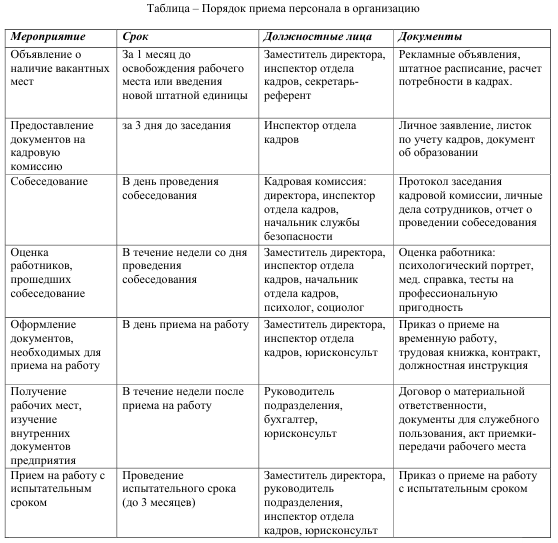 Таблица – Порядок приема персонала в организацию
Мероприятие
Срок
Должностные лица
Документы
Объявление о
наличие вакантных
мест
За 1 месяц до
освобождения рабочего
места или введения
новой штатной единицы
Заместитель директора,
инспектор отдела
кадров, секретарь-
референт
Рекламные объявления,
штатное расписание, расчет
потребности в кадрах.
Предоставление
документов на
кадровую
комиссию
за 3 дня до заседания
Инспектор отдела
кадров
Личное заявление, листок
по учету кадров, документ
об образовании
Собеседование
В день проведения
собеседования
Кадровая комиссия:
директора, инспектор
отдела кадров,
начальник службы
безопасности
Протокол заседания
кадровой комиссии, личные
дела сотрудников, отчет о
проведении собеседования
Оценка
работников,
прошедших
собеседование
В течение недели со дня
проведения
собеседования
Заместитель директора,
инспектор отдела
кадров, начальник
отдела кадров,
психолог, социолог
Оценка работника:
психологический портрет,
мед. справка, тесты на
профессиональную
пригодность
Оформление
документов,
необходимых для
приема на работу
В день приема на работу
Заместитель директора,
инспектор отдела
кадров, юрисконсульт
Приказ о приеме на
временную работу,
трудовая книжка, контракт,
должностная инструкция
Получение
рабочих мест,
изучение
внутренних
документов
предприятия
В течение недели после
приема на работу
Руководитель
подразделения,
бухгалтер,
юрисконсульт
Договор о материальной
ответственности,
документы для служебного
пользования, акт приемки-
передачи рабочего места
Прием на работу с
испытательным
сроком
Проведение
испытательного срока
(до 3 месяцев)
Заместитель директора,
руководитель
подразделения,
инспектор отдела
кадров, юрисконсульт
Приказ о приеме на работу
с испытательным сроком